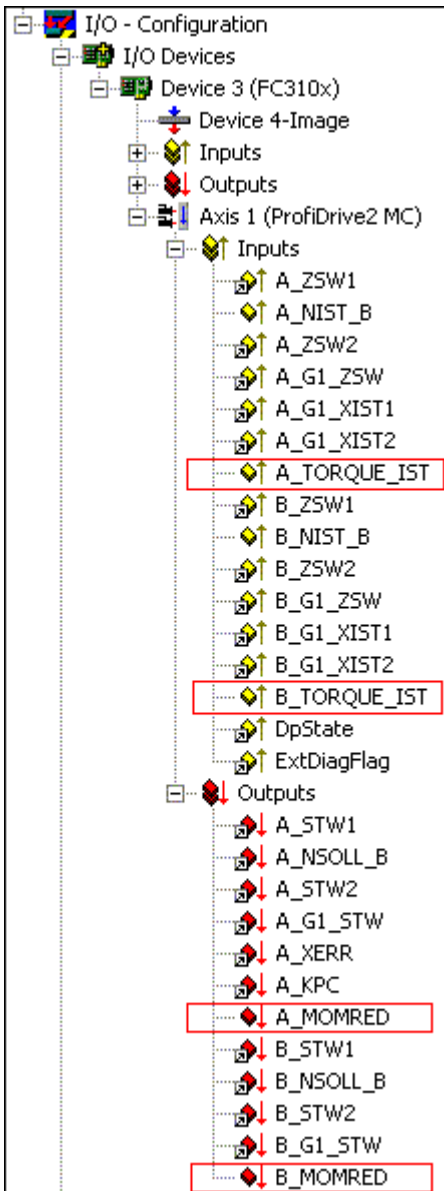 I/O - Configuration
I/O Devices
Device 3 (FC310x)
Device 4-Image
Inputs
Outputs
Axis 1 (ProfiDrive2 MC)
Inputs
A_ZSW1
A_NIST_B
A_ZSW2
A_G1_ZSW
A_G1_XIST1
A_G1_XIST2
A_TORQUE_IST
B_ZSW1
B_NIST_B
B_ZSW2
B_G1_ZSW
B_G1_XIST1
B_G1_XIST2
B_TORQUE_IST
DpState
ExtDiagFlag
Outputs
A_STW1
A_NSOLL_B
A_STW2
A_G1_STW
A_XERR
A_KPC
A_MOMRED
B_STW1
B_NSOLL_B
B_STW2
B_G1_STW
B_MOMRED